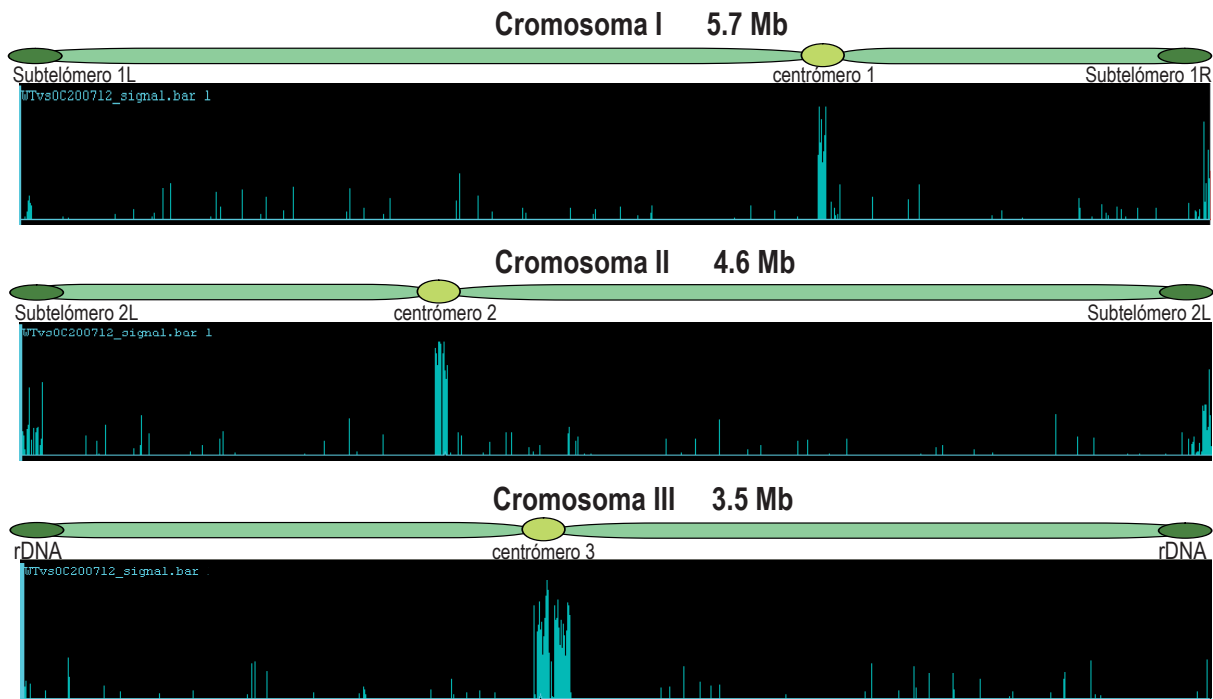 Cromosoma I 5.7 Mb
Subtelómero 1L centrómero 1 Subtelómero 1R
WTvs0C200712_signal.bar 1
Cromosoma II 4.6 Mb
Subtelómero 2L centrómero 2 Subtelómero 2L
WTvs0C200712_signal.bar 1
Cromosoma III 3.5 Mb
rDNA centrómero 3 rDNA
WTvs0C200712_signal.bar